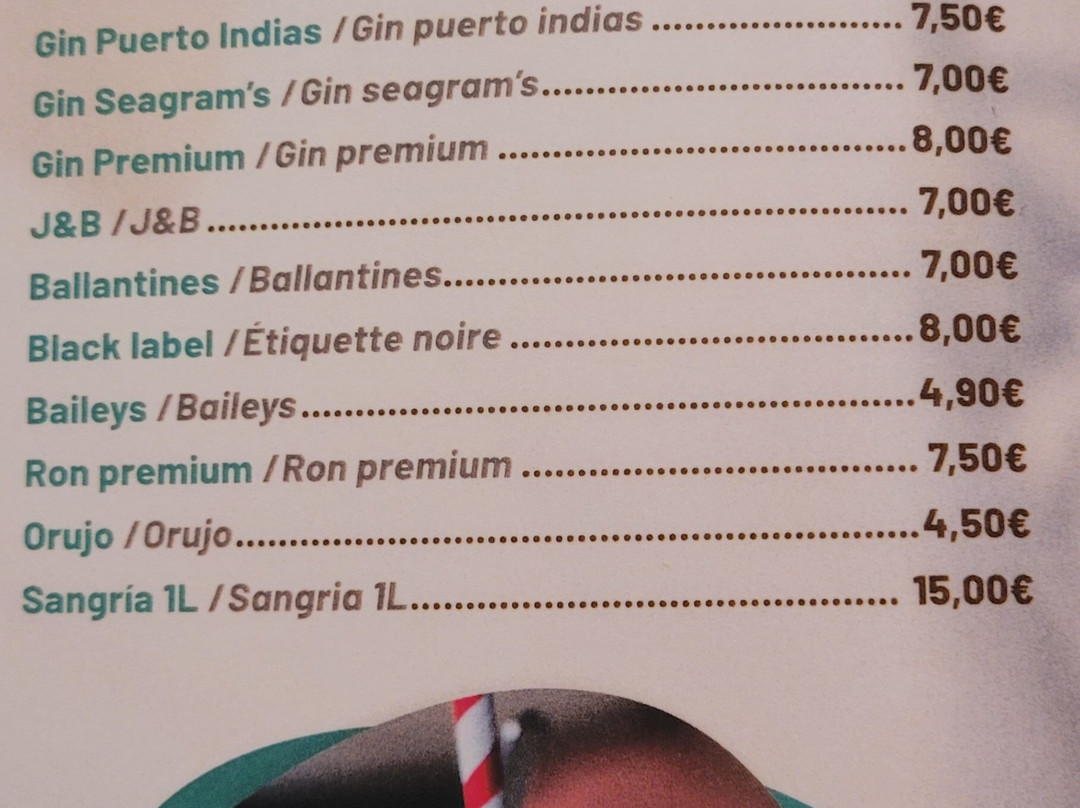 Gin Puerto Indias / Gin puerto indias ............................ 7,50€
Gin Seagram's / Gin seagram's.................................... 7,00€
Gin Premium / Gin premium ........................................ 8,00€
J&B / J&B ............................................................. 7,00€
Ballantines / Ballantines............................................ 7,00€
Black label / Étiquette noire ...................................... 8,00€
Baileys / Baileys ..................................................... 4,90€
Ron premium / Ron premium ..................................... 7,50€
Orujo / Orujo.......................................................... 4,50€
Sangría 1L / Sangria 1L.............................................. 15,00€